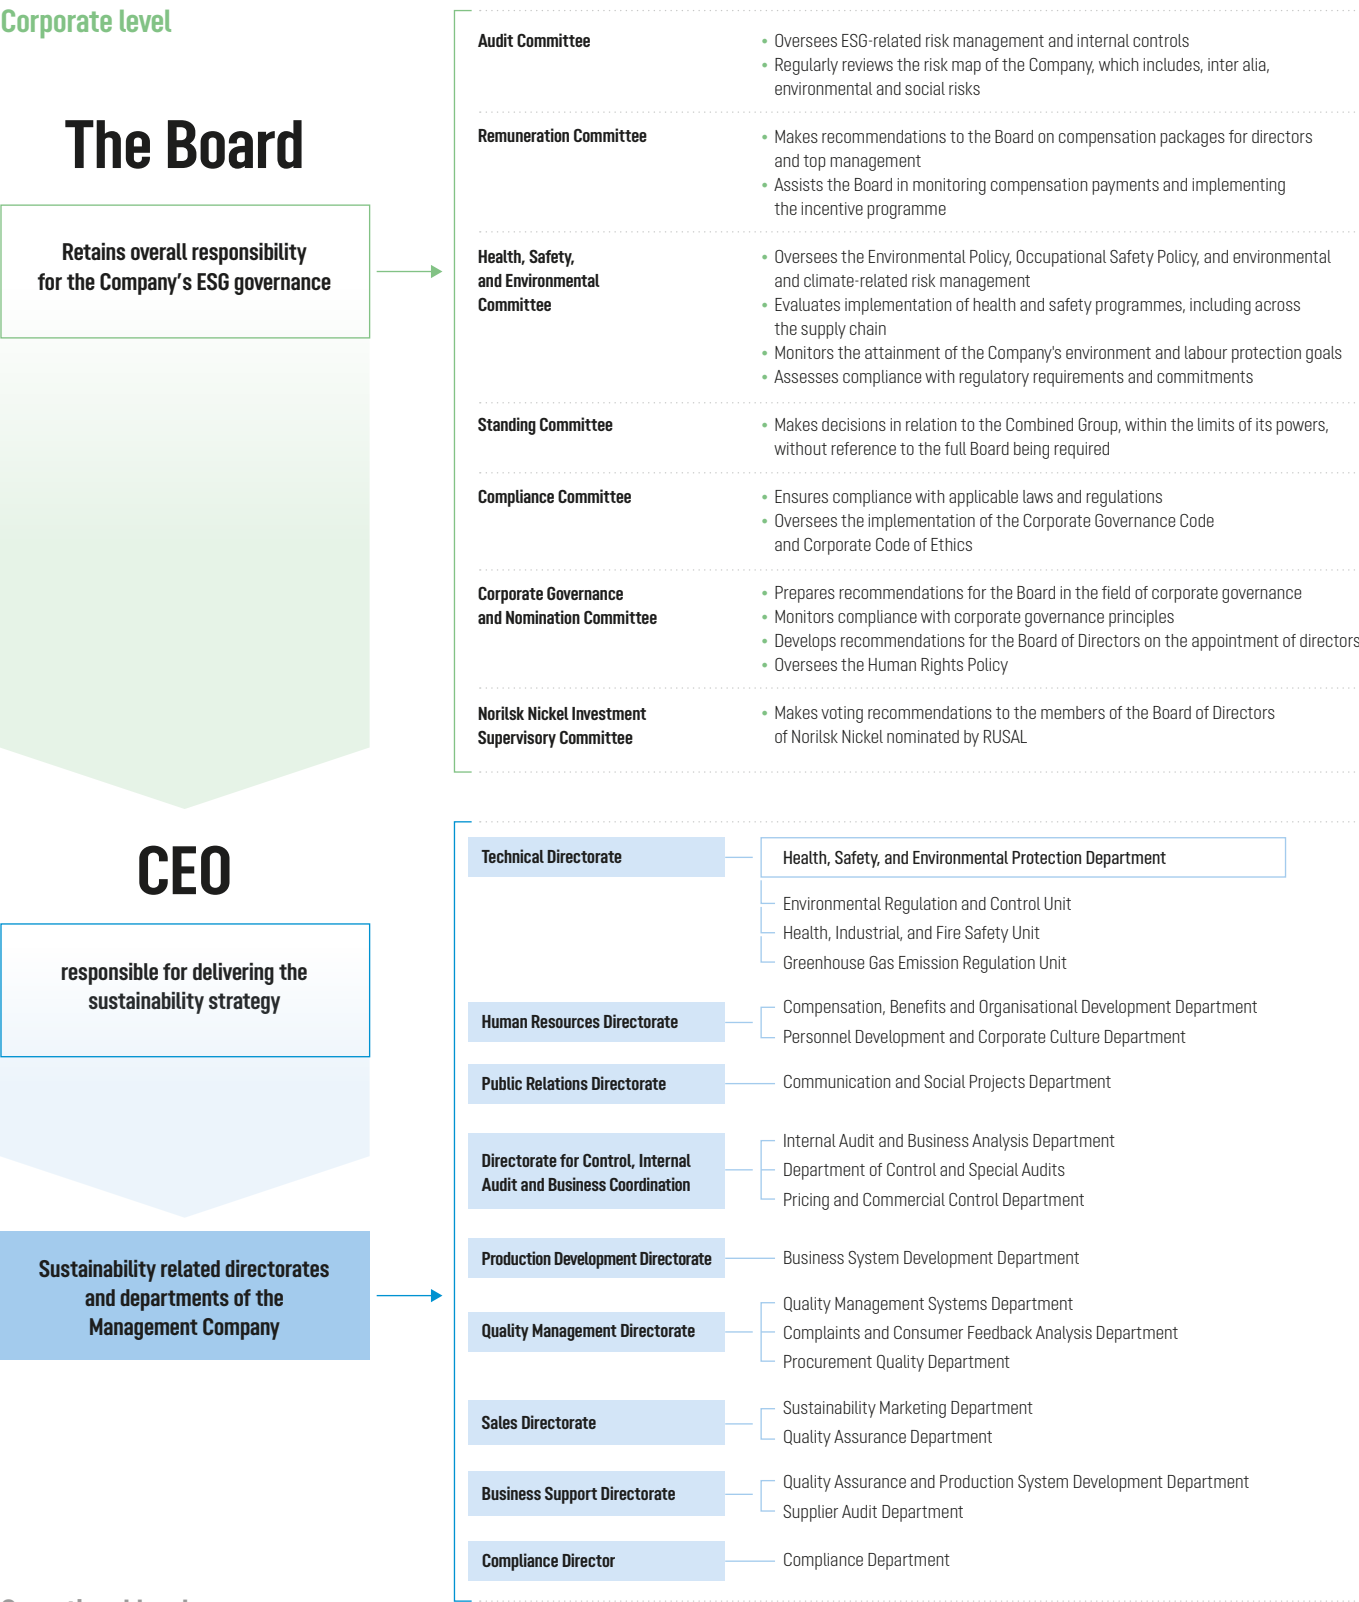 Corporate level
The Board
Retains overall responsibility
for the Company's ESG governance
Audit Committee
• Oversees ESG-related risk management and internal controls
• Regularly reviews the risk map of the Company, which includes, inter alia,
environmental and social risks
Remuneration Committee
• Makes recommendations to the Board on compensation packages for directors
and top management
• Assists the Board in monitoring compensation payments and implementing
the incentive programme
Health, Safety,
and Environmental
Committee
• Oversees the Environmental Policy, Occupational Safety Policy, and environmental
and climate-related risk management
• Evaluates implementation of health and safety programmes, including across
the supply chain
• Monitors the attainment of the Company's environment and labour protection goals
• Assesses compliance with regulatory requirements and commitments
Standing Committee
• Makes decisions in relation to the Combined Group, within the limits of its powers,
without reference to the full Board being required
Compliance Committee
• Ensures compliance with applicable laws and regulations
• Oversees the implementation of the Corporate Governance Code
and Corporate Code of Ethics
Corporate Governance
and Nomination Committee
• Prepares recommendations for the Board in the field of corporate governance
• Monitors compliance with corporate governance principles
• Develops recommendations for the Board of Directors on the appointment of directors
• Oversees the Human Rights Policy
Norilsk Nickel Investment
Supervisory Committee
• Makes voting recommendations to the members of the Board of Directors
of Norilsk Nickel nominated by RUSAL
CEO
responsible for delivering the
sustainability strategy
Sustainability related directorates
and departments of the
Management Company
Technical Directorate
Health, Safety, and Environmental Protection Department
Environmental Regulation and Control Unit
Health, Industrial, and Fire Safety Unit
Greenhouse Gas Emission Regulation Unit
Human Resources Directorate
Compensation, Benefits and Organisational Development Department
Personnel Development and Corporate Culture Department
Public Relations Directorate
Communication and Social Projects Department
Directorate for Control, Internal
Audit and Business Coordination
Internal Audit and Business Analysis Department
Department of Control and Special Audits
Pricing and Commercial Control Department
Production Development Directorate
Business System Development Department
Quality Management Directorate
Quality Management Systems Department
Complaints and Consumer Feedback Analysis Department
Procurement Quality Department
Sales Directorate
Sustainability Marketing Department
Quality Assurance Department
Business Support Directorate
Quality Assurance and Production System Development Department
Supplier Audit Department
Compliance Director
Compliance Department